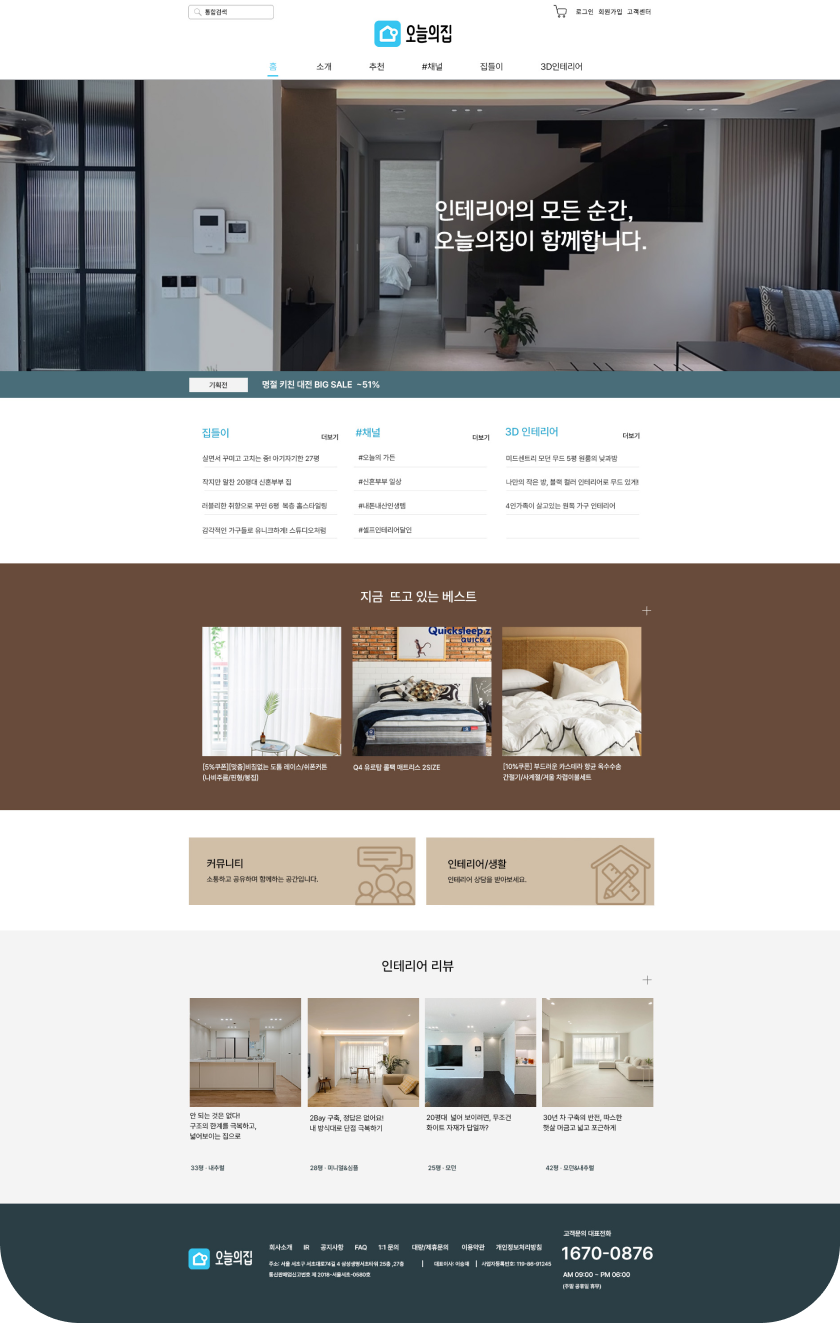 통합검색
로그인 회원가입 고객센터
오늘의집
홈 소개 추천 #채널 집들이 3D인테리어
인테리어의 모든 순간,
오늘의집이 함께합니다.
기획전 명절 키친 대전 BIG SALE ~51%
집들이 더보기
살면서 꾸미고 고치는 중! 아기자기한 27평
작지만 알찬 20평대 신혼부부 집
러블리한 취향으로 꾸민 6평 복층 홈스타일링
감각적인 가구들로 유니크하게! 스튜디오처럼
#채널 더보기
#오늘의 가든
#신혼부부 일상
#내돈내산인생템
#셀프인테리어달인
3D 인테리어 더보기
미드센트리 모던 무드 5평 원룸의 낮과밤
나만의 작은 방, 블랙 컬러 인테리어로 무드 있게!
4인가족이 살고있는 원목 가구 인테리어
지금 뜨고 있는 베스트
Quicksleep z
QUICK 4
[5%쿠폰][맞춤]비침없는 도톰 레이스/쉬폰커튼
(나비주름/핀형/봉집)
Q4 유로탑 롤팩 매트리스 2SIZE
[10%쿠폰] 부드러운 카스테라 항균 옥수수솜
간절기/사계절/겨울 차렵이불세트
커뮤니티
소통하고 공유하며 함께하는 공간입니다.
인테리어/생활
인테리어 상담을 받아보세요.
인테리어 리뷰
안 되는 것은 없다!
구조의 한계를 극복하고,
넓어보이는 집으로
33평 · 내추럴
2Bay 구축, 정답은 없어요!
내 방식대로 단점 극복하기
28평 · 미니멀&심플
20평대 넓어 보이려면, 무조건
화이트 자재가 답일까?
25평 · 모던
30년 차 구축의 반전, 따스한
햇살 머금고 넓고 포근하게
42평 · 모던&내추럴
오늘의집
회사소개 IR 공지사항 FAQ 1:1 문의 대량/제휴문의 이용약관 개인정보처리방침
주소: 서울 서초구 서초대로74길 4 삼성생명서초타워 25층 ,27층 | 대표이사: 이승재 | 사업자등록번호: 119-86-91245
통신판매업신고번호 제 2018-서울서초-0580호
고객문의 대표전화
1670-0876
AM 09:00 ~ PM 06:00
(주말 공휴일 휴무)